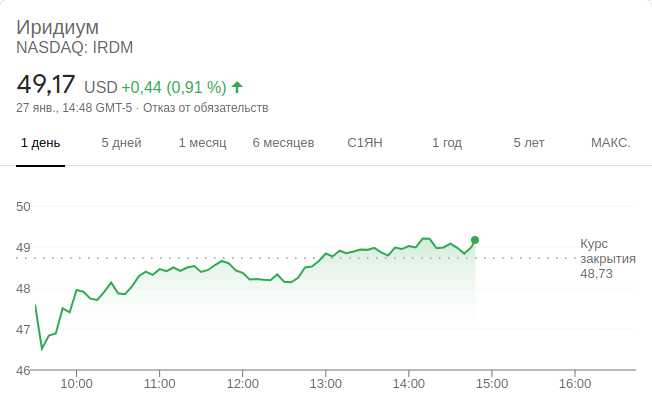 Иридиум
NASDAQ: IRDM
49,17 USD +0,44 (0,91 %)
27 янв., 14:48 GMT-5 · Отказ от обязательств
1 день 5 дней 1 месяц 6 месяцев С1ЯН 1 год 5 лет МАКС.
50
49
48
47
46
Курс
закрытия
48,73
10:00 11:00 12:00 13:00 14:00 15:00 16:00